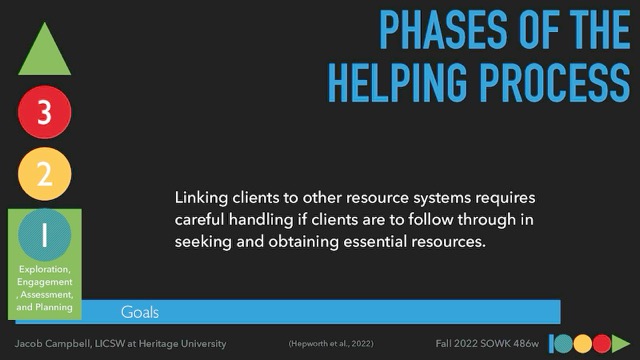 PHASES OF THE
HELPING PROCESS
3
2
1
Exploration,
Engagement
, Assessment,
and Planning
Linking clients to other resource systems requires
careful handling if clients are to follow through in
seeking and obtaining essential resources.
Goals
Jacob Campbell, LICSW at Heritage University
(Hepworth et al., 2022)
Fall 2022 SOWK 486w